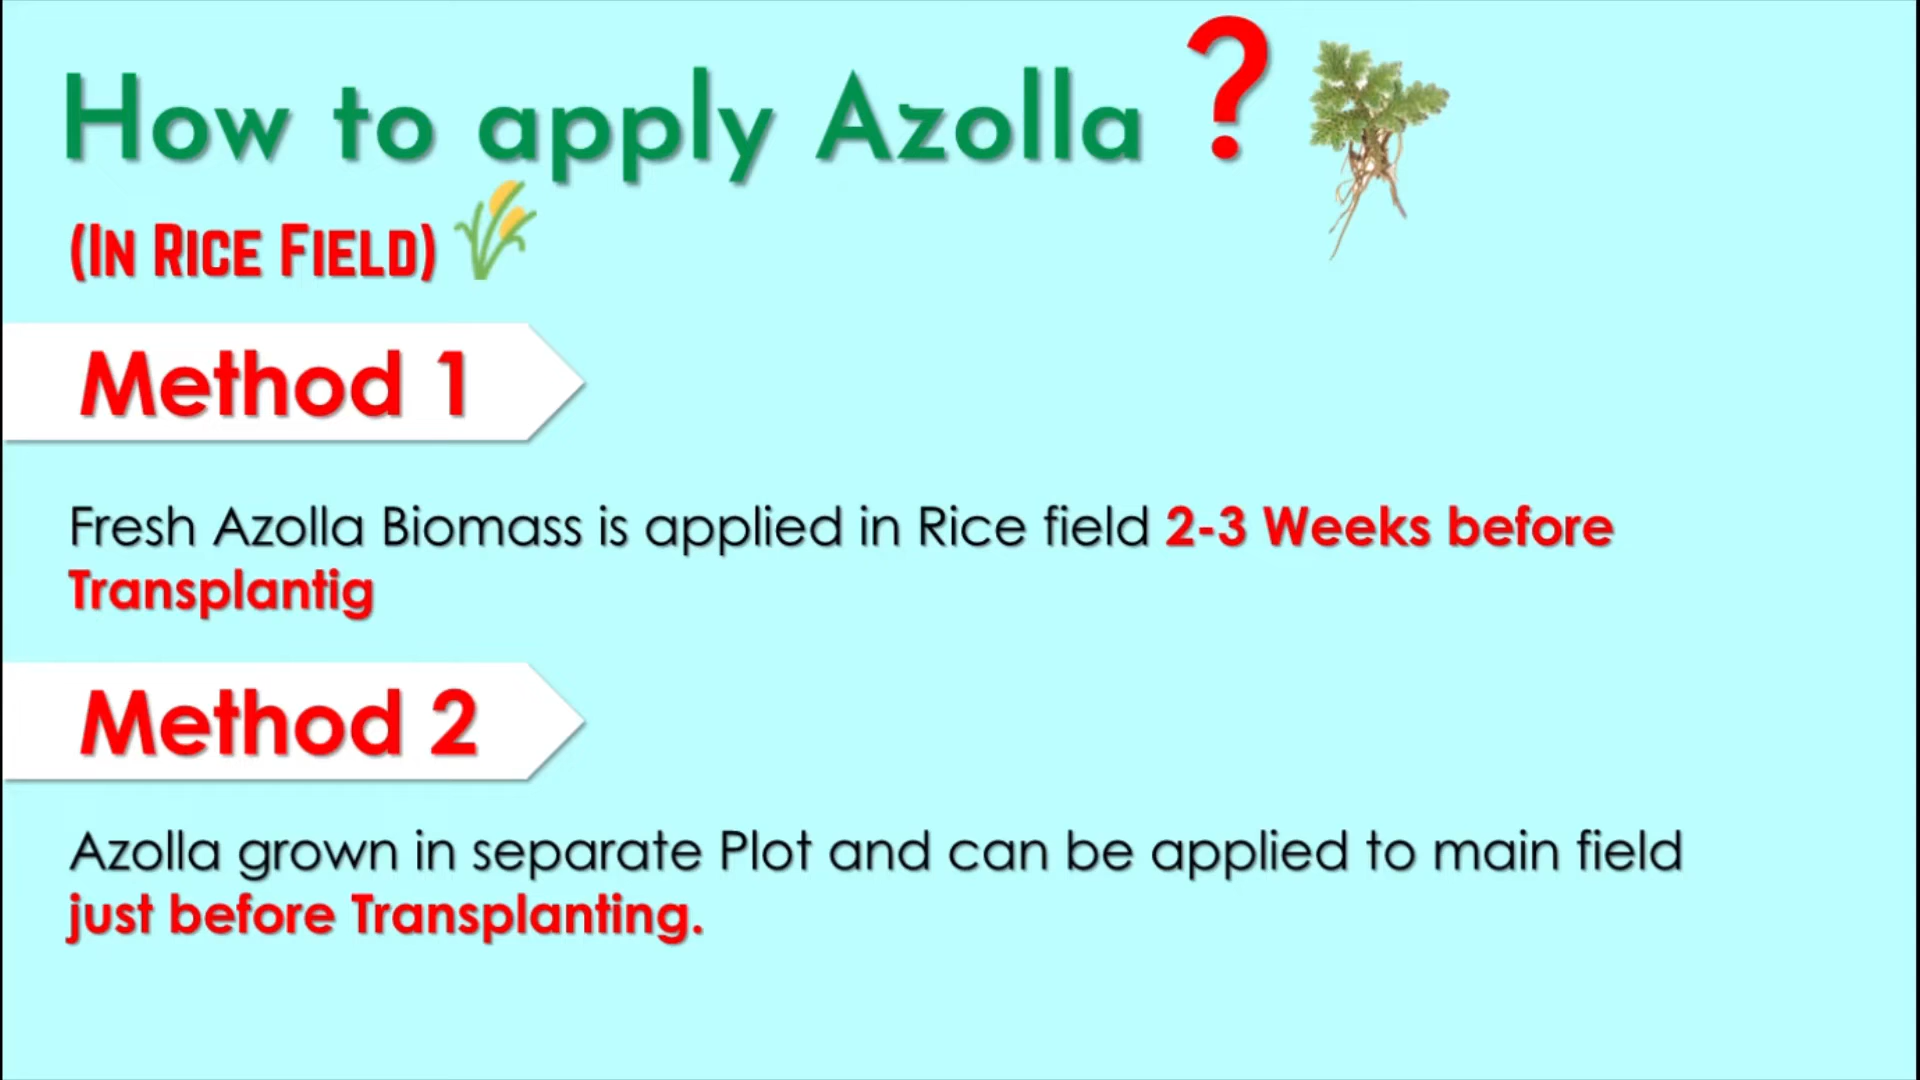 How to apply Azolla ?
(In Rice Field)
Method 1
Fresh Azolla Biomass is applied in Rice field 2-3 Weeks before
Transplantig
Method 2
Azolla grown in separate Plot and can be applied to main field
just before Transplanting.